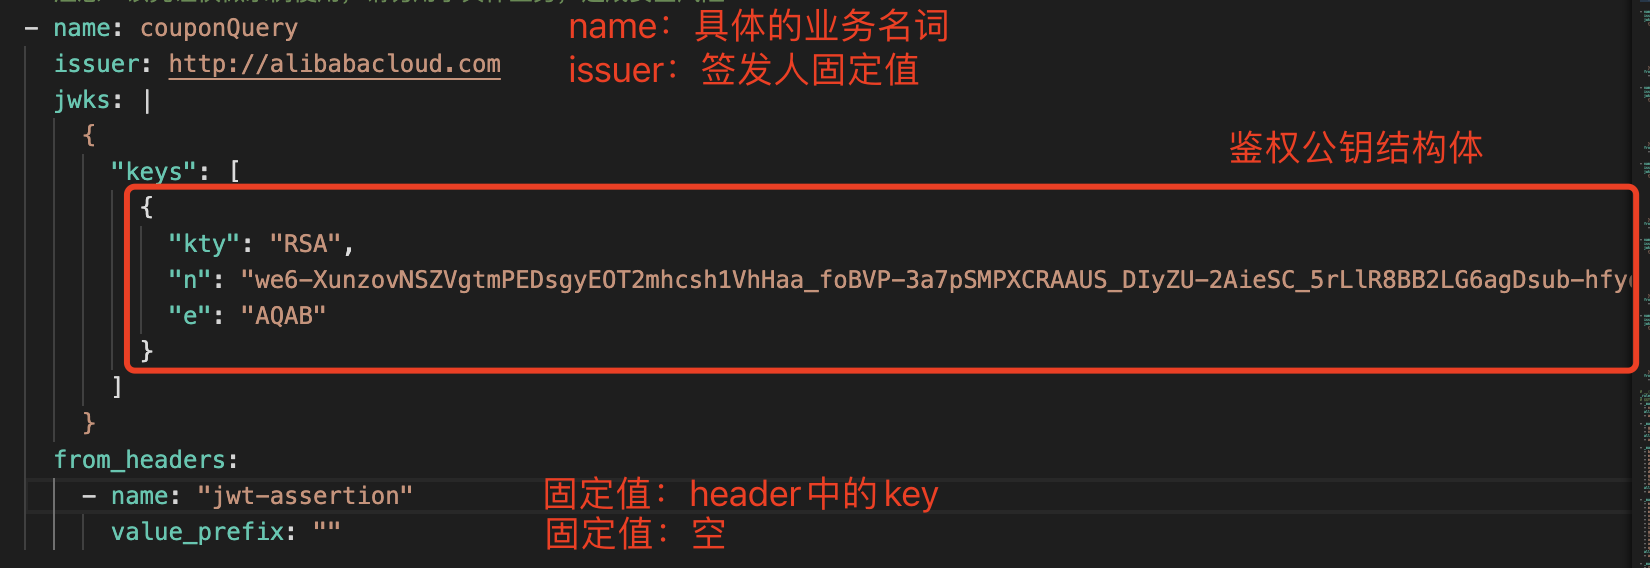 - name: couponQuery name：具体的业务名词
issuer: http://alibabacloud.com issuer：签发人固定值
jwks: |
{
鉴权公钥结构体
"keys": [
{
"kty": "RSA",
"n": "we6-XunzovNSZVgtmPEDsgyEOT2mhcsh1VhHaa_foBVP-3a7pSMPXCRAAUS_DIyZU-2AieSC_5rLlR8BB2LG6agDsub-hfy
"e": "AQAB"
}
]
}
from_headers:
- name: "jwt-assertion" 固定值：header中的key
value_prefix: "" 固定值：空